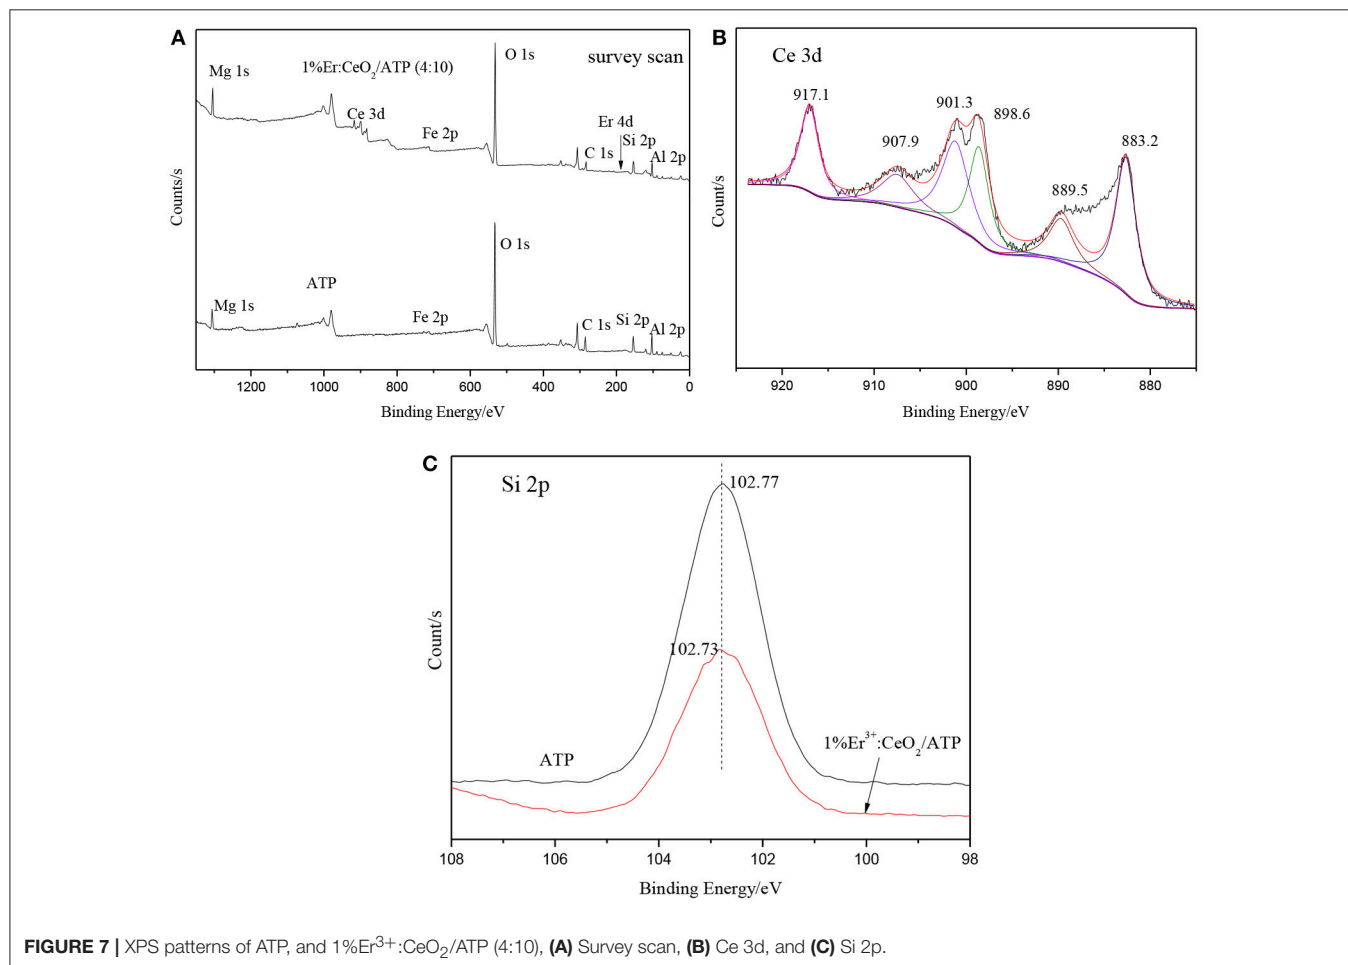 A
survey scan
1%Er:CeO₂/ATP (4:10)
O 1s
Mg 1s
Ce 3d
Fe 2p
Er 4d
C 1s
Si 2p
Al 2p
ATP
O 1s
Mg 1s
Fe 2p
C 1s
Si 2p
Al 2p
Counts/s
1200 1000 800 600 400 200 0
Binding Energy/eV
B
Ce 3d
917.1
907.9
901.3
898.6
889.5
883.2
Count/s
920 910 900 890 880
Binding Energy/eV
C
Si 2p
102.77
102.73
ATP
1%Er³⁺:CeO₂/ATP
Count/s
108 106 104 102 100 98
Binding Energy/eV
FIGURE 7 | XPS patterns of ATP, and 1%Er³⁺:CeO₂/ATP (4:10), (A) Survey scan, (B) Ce 3d, and (C) Si 2p.